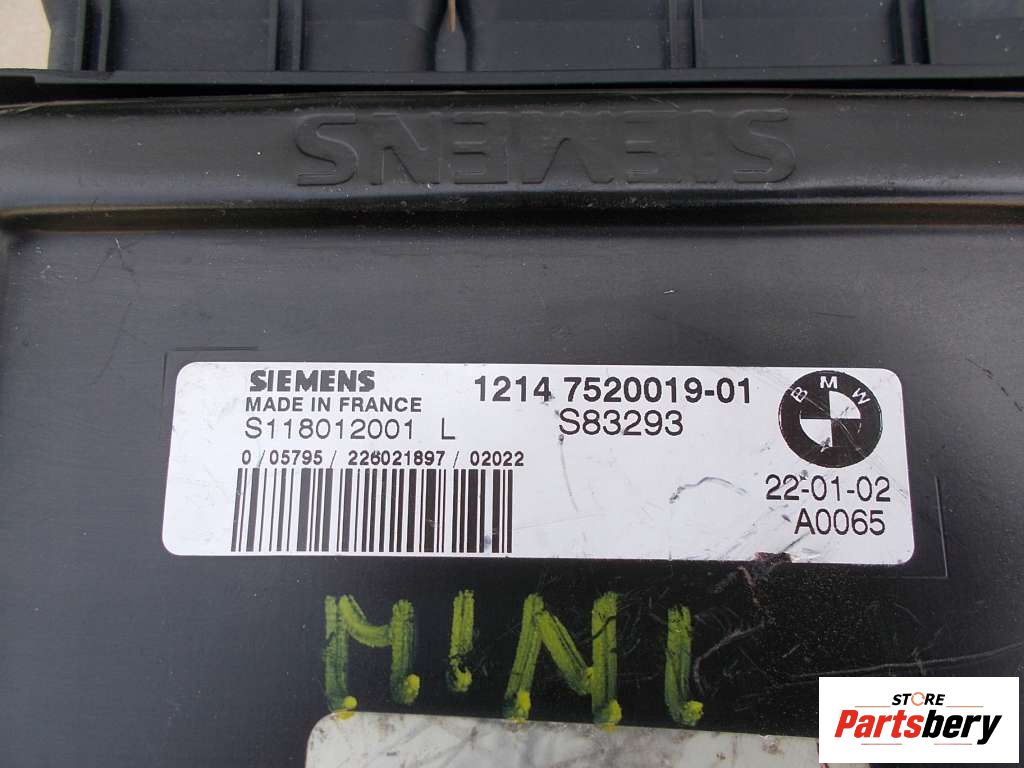 SIEMENS
SIEMENS
MADE IN FRANCE
S118012001 L
0 / 05795 / 226021897 / 02022
1214 7520019-01
S83293
BMW
22-01-02
A0065
MINI
STORE
Partsbery